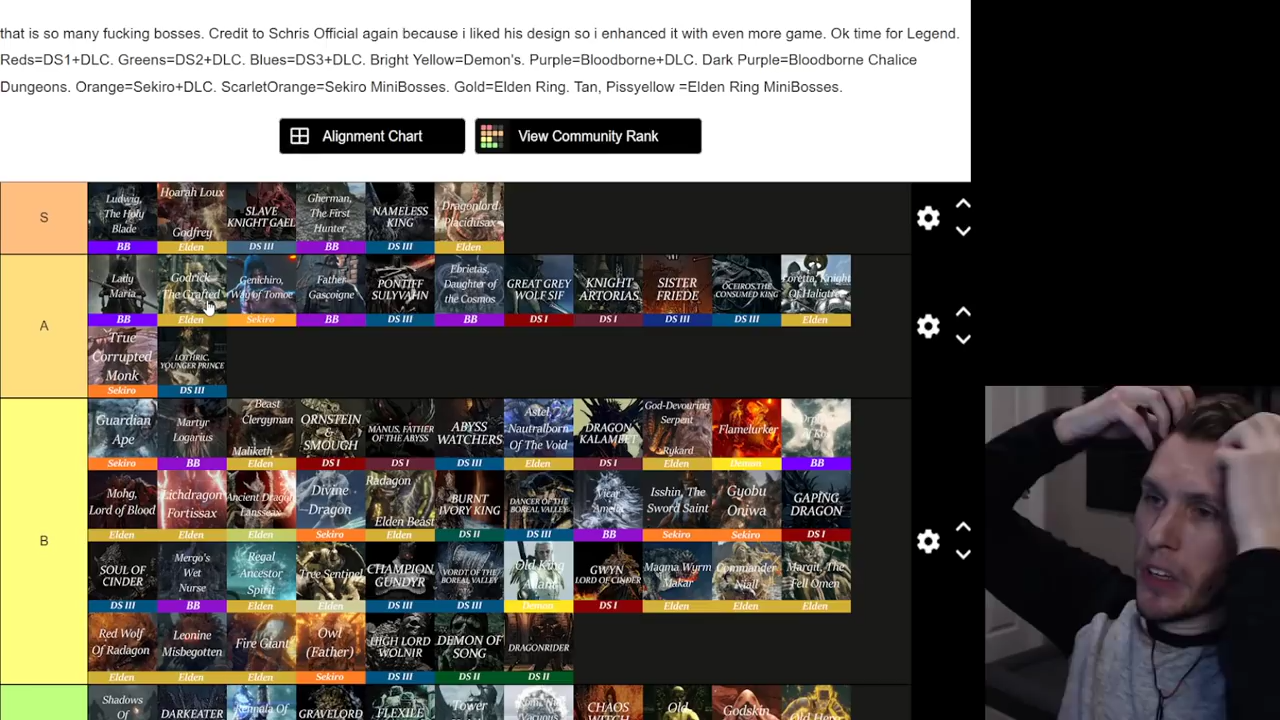 that is so many fucking bosses. Credit to Schris Official again because i liked his design so i enhanced it with even more game. Ok time for Legend.
Reds=DS1+DLC. Greens=DS2+DLC. Blues=DS3+DLC. Bright Yellow=Demon's. Purple=Bloodborne+DLC. Dark Purple=Bloodborne Chalice
Dungeons. Orange=Sekiro+DLC. ScarletOrange=Sekiro MiniBosses. Gold=Elden Ring. Tan, Pissyellow =Elden Ring MiniBosses.
Alignment Chart
View Community Rank
S
Ludwig,
The Holy
Blade
BB
Hoarah Loux
Godfrey
Elden
SLAVE
KNIGHT GAEL
DS III
Gherman,
The First
Hunter
BB
NAMELESS
KING
DS III
Dragonlord
Placidusax
Elden
A
Lady
Maria
BB
Godrick
The Grafted
Elden
Genichiro,
Way of Tomoe
Sekiro
Father
Gascoigne
BB
PONTIFF
SULYVAHN
DS III
Ebrietas,
Daughter of
the Cosmos
BB
GREAT GREY
WOLF SIF
DS I
KNIGHT
ARTORIAS
DS I
SISTER
FRIEDE
DS III
OCEIROS,THE
CONSUMED KING
DS III
Loretta, Knight
Of Haligtree
Elden
True
Corrupted
Monk
Sekiro
LOTHRIC,
YOUNGER PRINCE
DS III
B
Guardian
Ape
Sekiro
Martyr
Logarius
BB
Beast
Clergyman
Maliketh
Elden
ORNSTEIN
&
SMOUGH
DS I
MANUS, FATHER
OF THE ABYSS
DS I
ABYSS
WATCHERS
DS III
Astel,
Nautralborn
Of The Void
Elden
DRAGON
KALAMEET
DS I
God-Devouring
Serpent
Rykard
Elden
Flamelurker
Demon
BB
Mohg,
Lord of Blood
Elden
Lichdragon
Fortissax
Elden
Ancient Dragon
Lansseax
Elden
Divine
Dragon
Sekiro
Radagon
Elden Beast
Elden
BURNT
IVORY KING
DS II
DANCER OF THE
BOREAL VALLEY
DS III
Vicar
Amelia
BB
Isshin, The
Sword Saint
Sekiro
Gyobu
Oniwa
Sekiro
GAPING
DRAGON
DS I
SOUL OF
CINDER
DS III
Mergo's
Wet
Nurse
BB
Regal
Ancestor
Spirit
Elden
Tree Sentinel
Elden
CHAMPION
GUNDYR
DS III
VORDT OF THE
BOREAL VALLEY
DS III
Old King
Allant
Demon
GWYN
LORD OF CINDER
DS I
Magma Wyrm
Makar
Elden
Commander
Niall
Elden
Margit, The
Fell Omen
Elden
Red Wolf
Of Radagon
Elden
Leonine
Misbegotten
Elden
Fire Giant
Elden
Owl
(Father)
Sekiro
HIGH LORD
WOLNIR
DS III
DEMON OF
SONG
DS II
DRAGONRIDER
DS II
Shadows
Of
DARKEATER
GRAVELORD
FLEXILE
Tower
CHAOS
WITCH
Old
Godskin
Old Hero